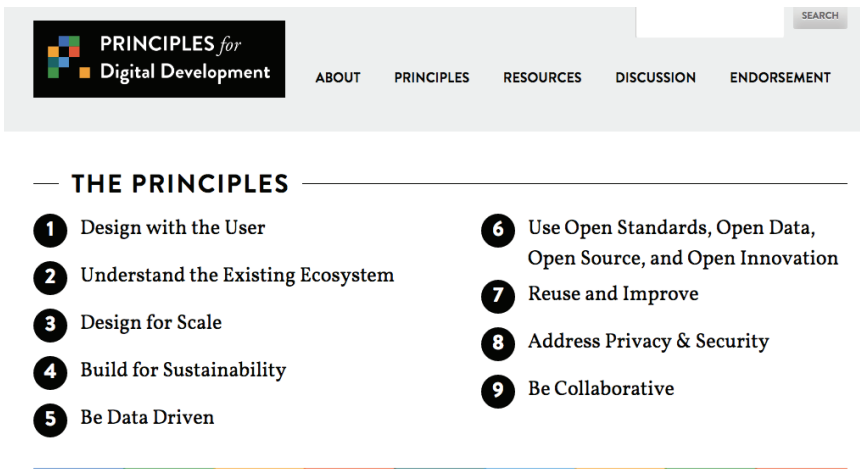 SEARCH
PRINCIPLES for
Digital Development
ABOUT PRINCIPLES RESOURCES DISCUSSION ENDORSEMENT
THE PRINCIPLES
1 Design with the User
2 Understand the Existing Ecosystem
3 Design for Scale
4 Build for Sustainability
5 Be Data Driven
6 Use Open Standards, Open Data,
Open Source, and Open Innovation
7 Reuse and Improve
8 Address Privacy & Security
9 Be Collaborative